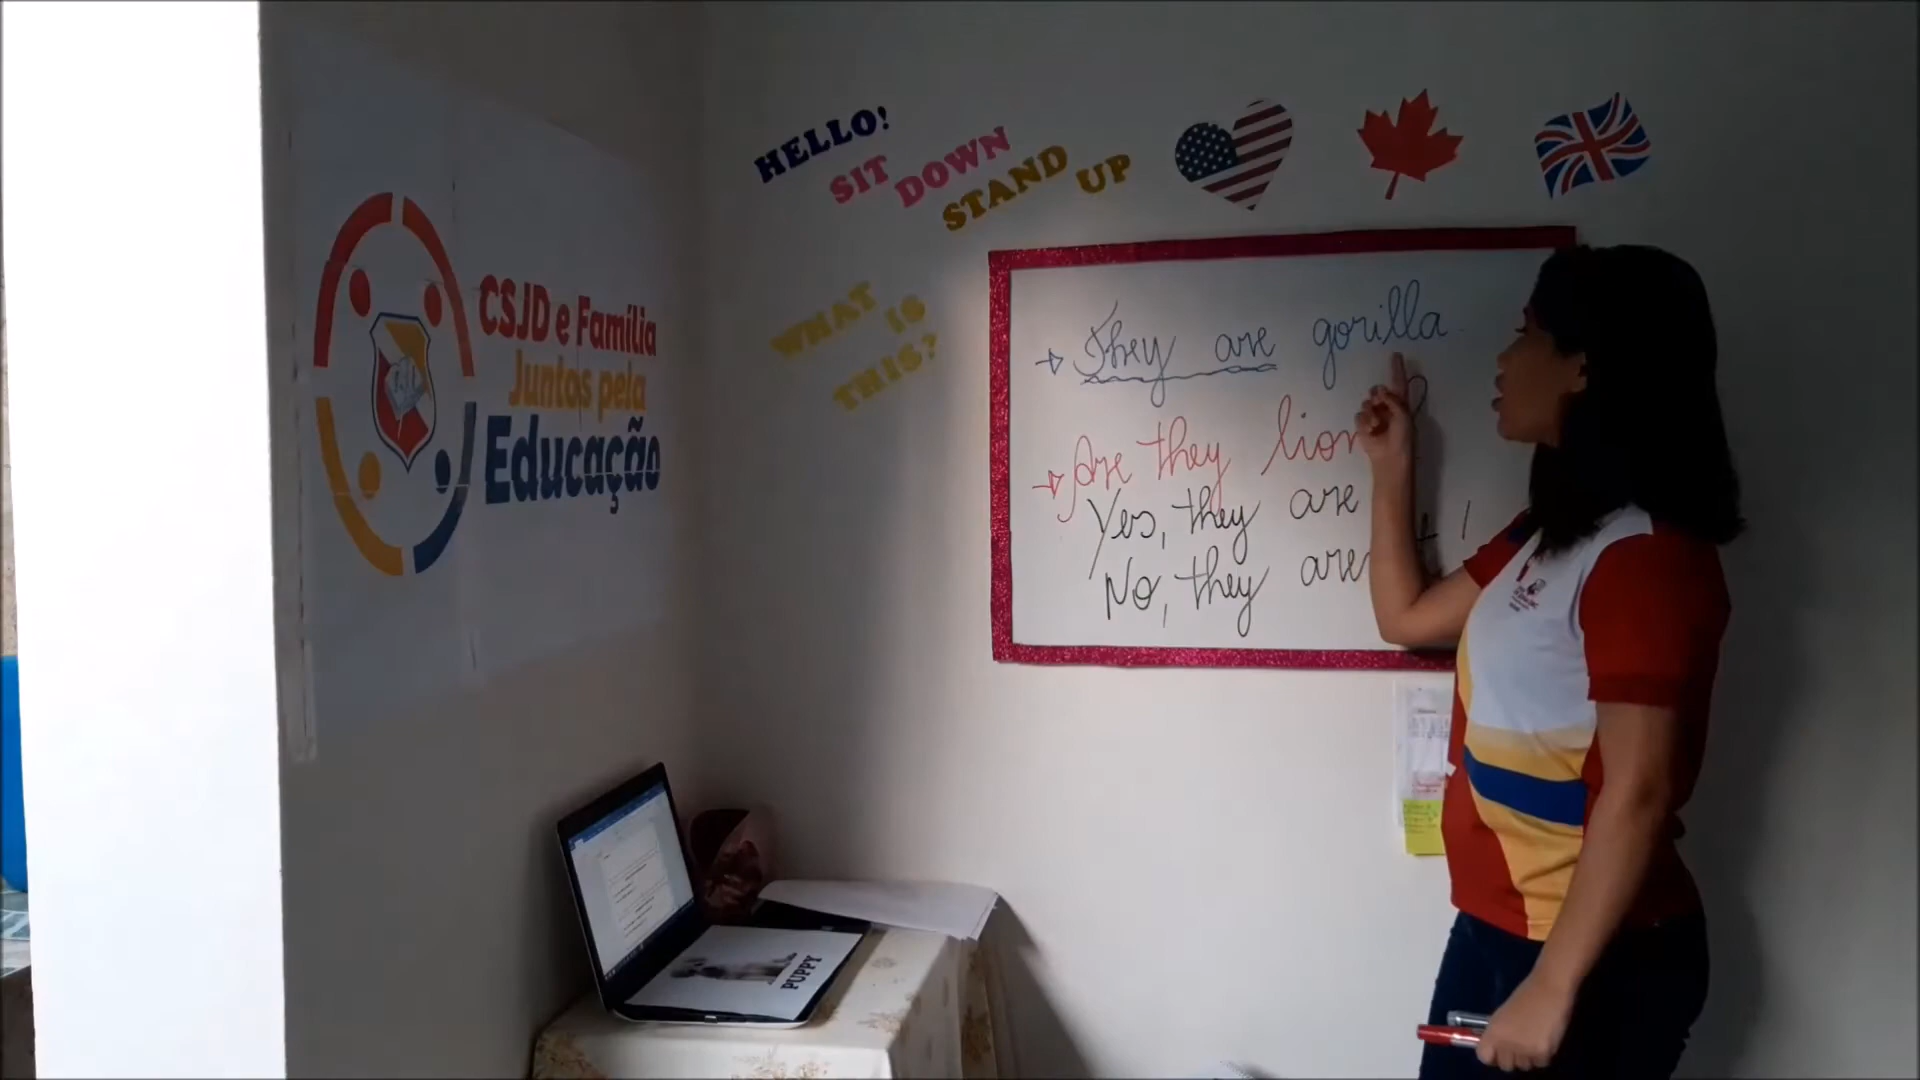 CSJD e Família
Juntos pela
Educação
HELLO!
SIT DOWN
STAND UP
WHAT IS
THIS?
They are gorilla.
Are they lion
Yes, they are
No, they are
PUPPY